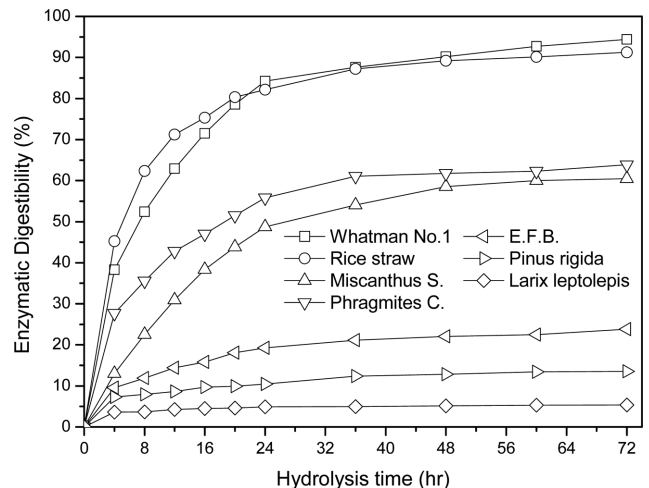 100
90
80
70
60
50
40
30
20
10
0
Enzymatic Digestibility (%)
Whatman No.1
Rice straw
Miscanthus S.
Phragmites C.
E.F.B.
Pinus rigida
Larix leptolepis
0 8 16 24 32 40 48 56 64 72
Hydrolysis time (hr)